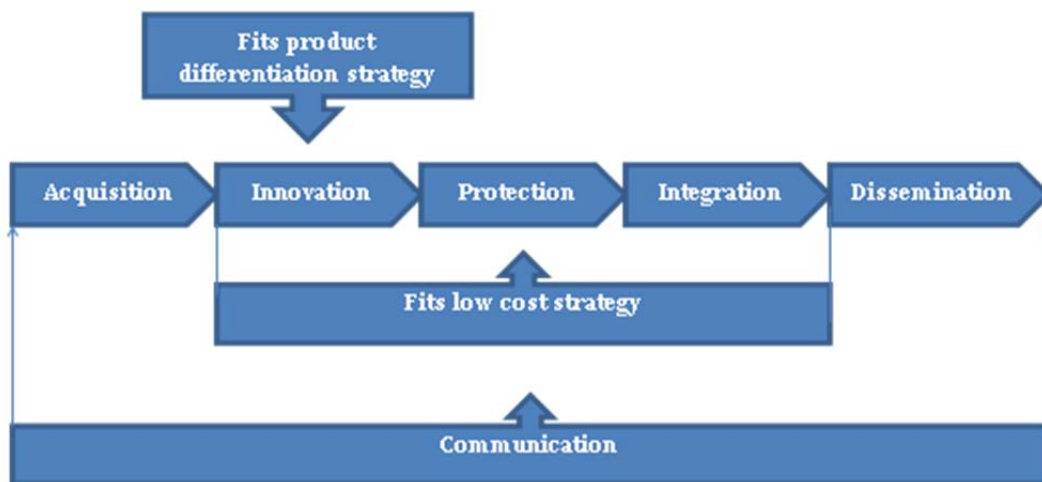 Fits product
differentiation strategy
Acquisition
Innovation
Protection
Integration
Dissemination
Fits low cost strategy
Communication